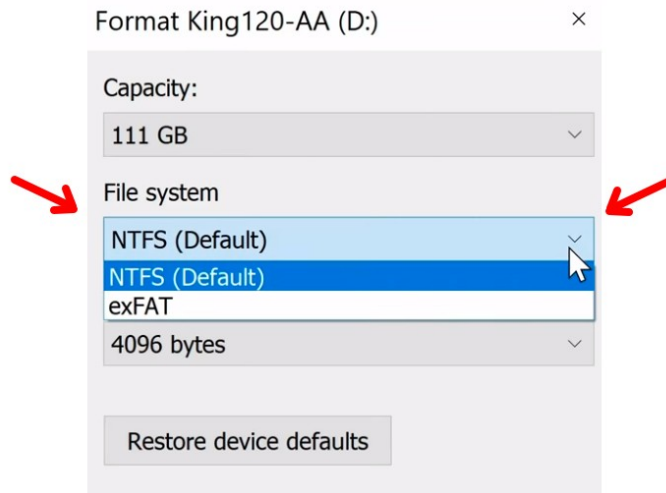 Format King120-AA (D:)
Capacity:
111 GB
File system
NTFS (Default)
NTFS (Default)
exFAT
4096 bytes
Restore device defaults